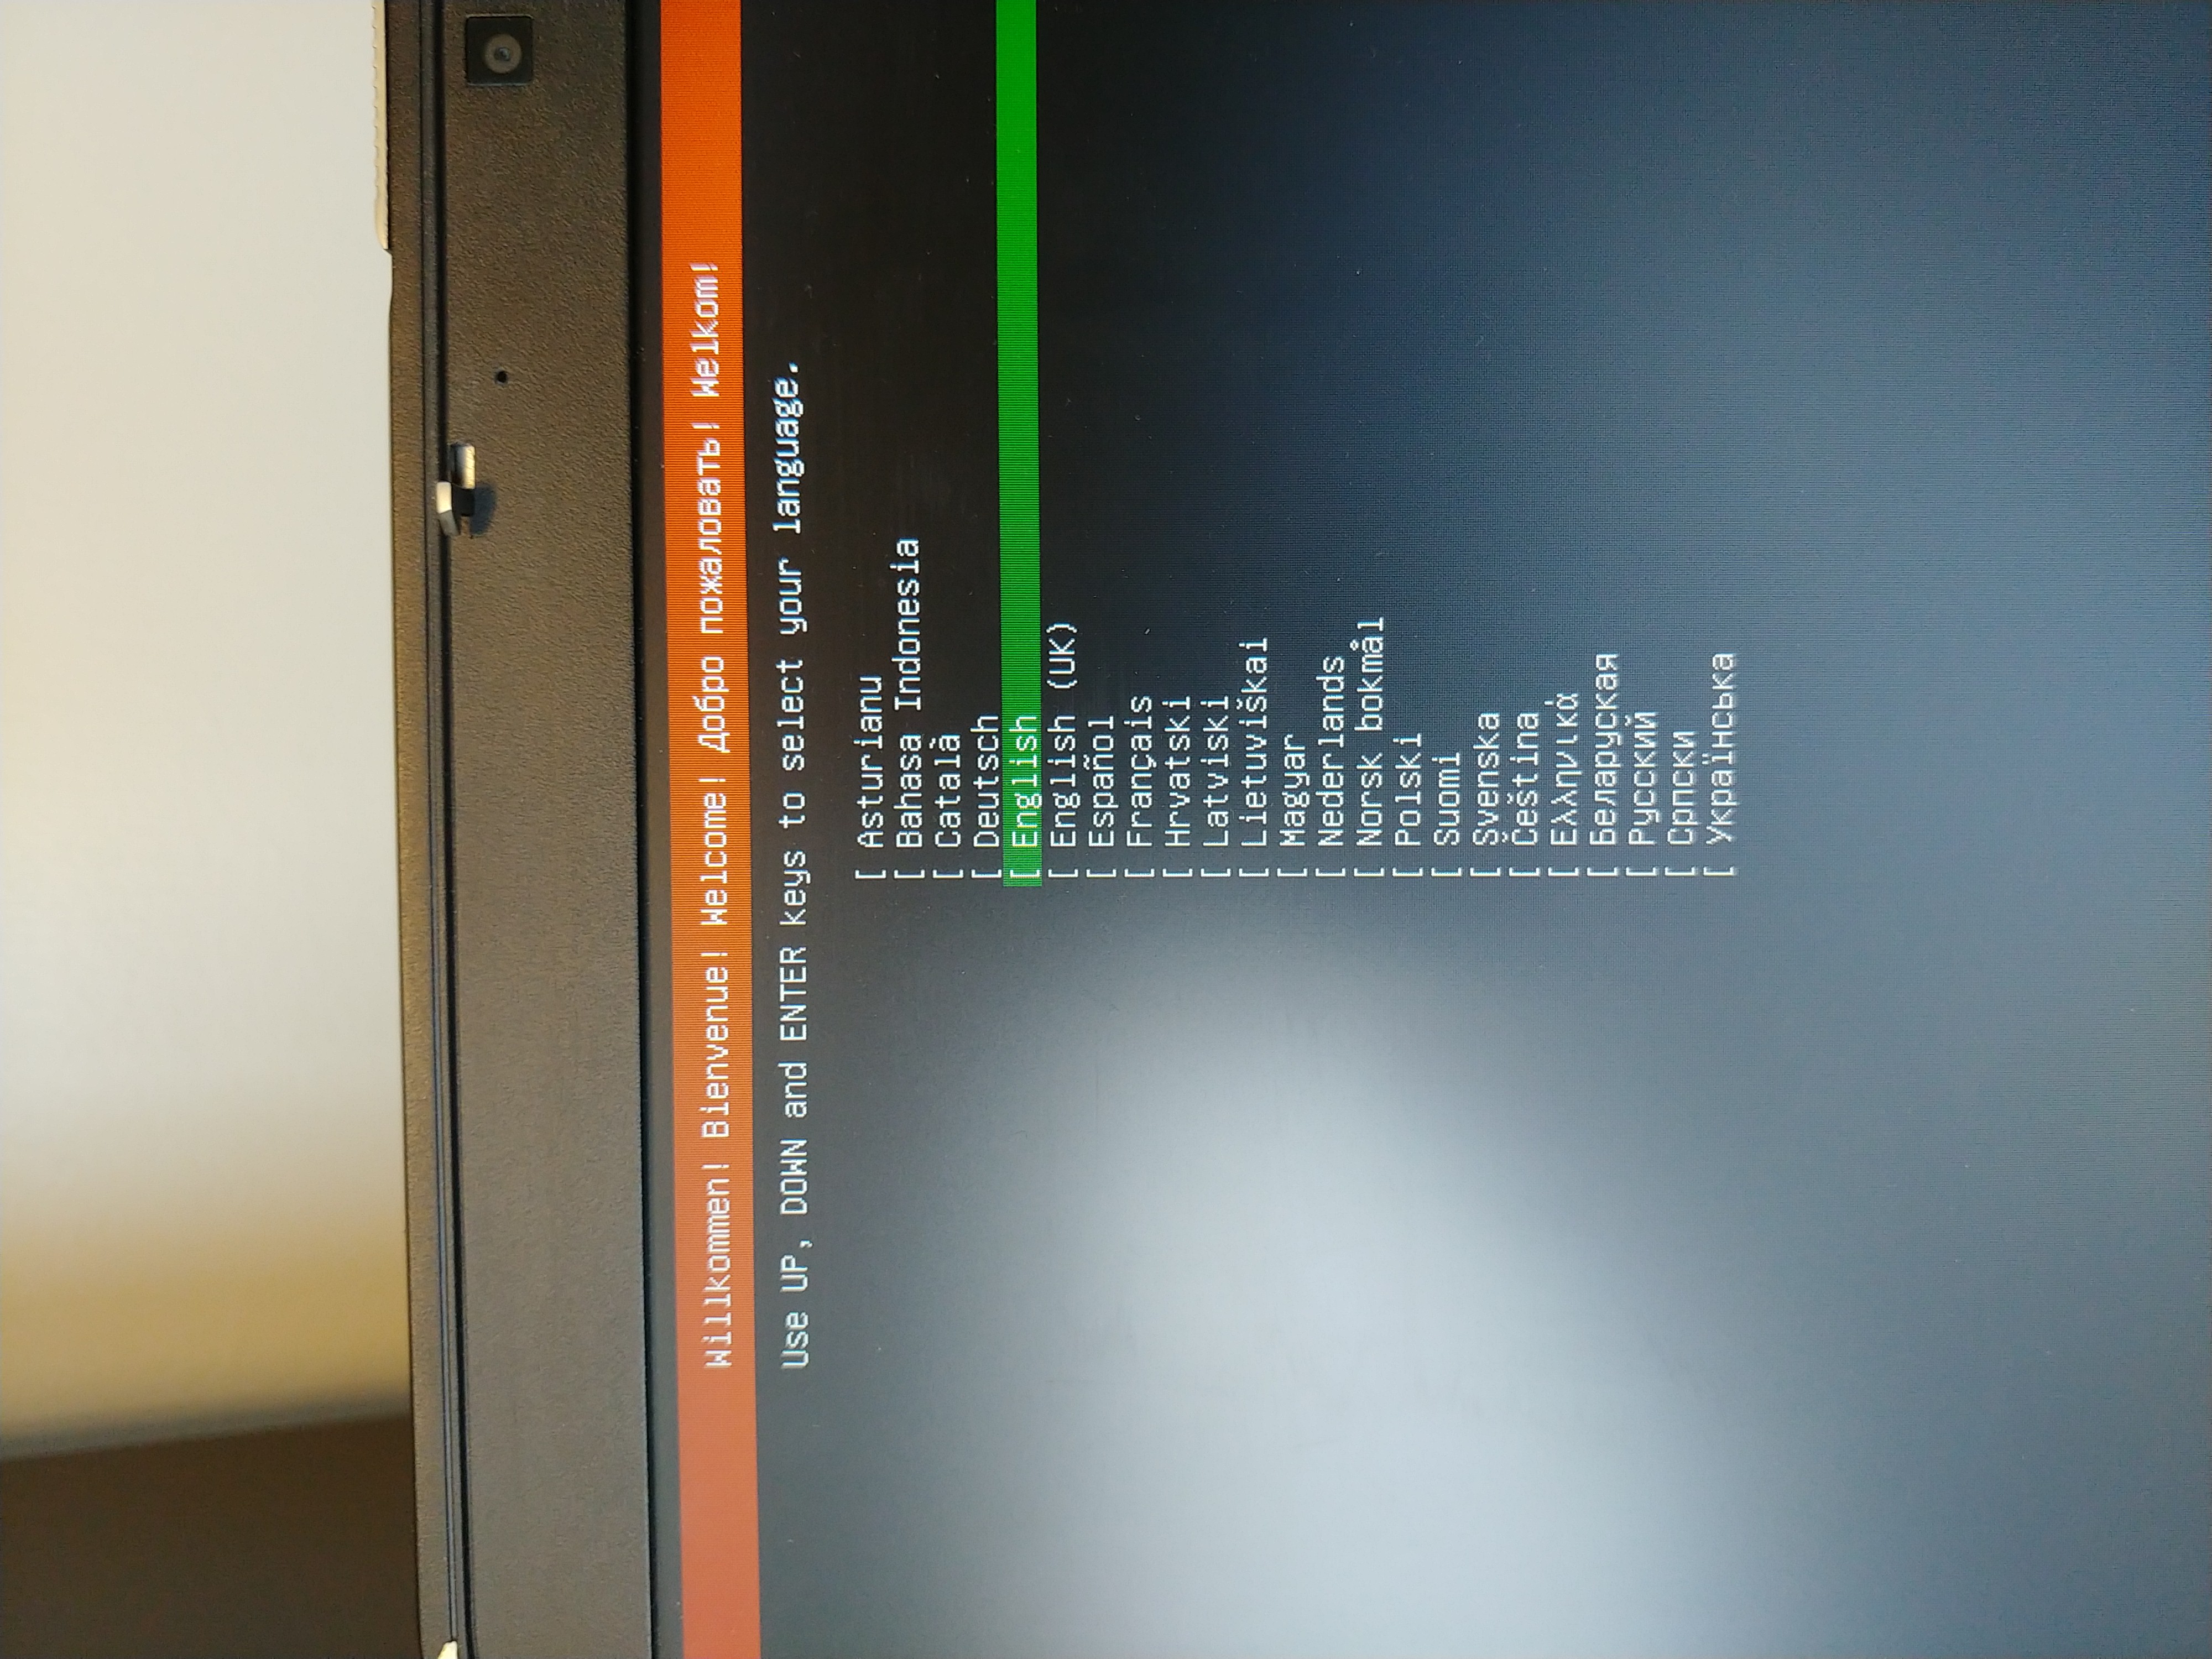 Willkommen! Bienvenue! Welcome! Добро пожаловать! Welkom!
Use UP, DOWN and ENTER keys to select your language.
[ Asturianu
[ Bahasa Indonesia
[ Català
[ Deutsch
[ English
[ English (UK)
[ Español
[ Français
[ Hrvatski
[ Latviski
[ Lietuviškai
[ Magyar
[ Nederlands
[ Norsk bokmål
[ Polski
[ Suomi
[ Svenska
[ Čeština
[ Ελληνικά
[ Беларуская
[ Русский
[ Српски
[ Українська